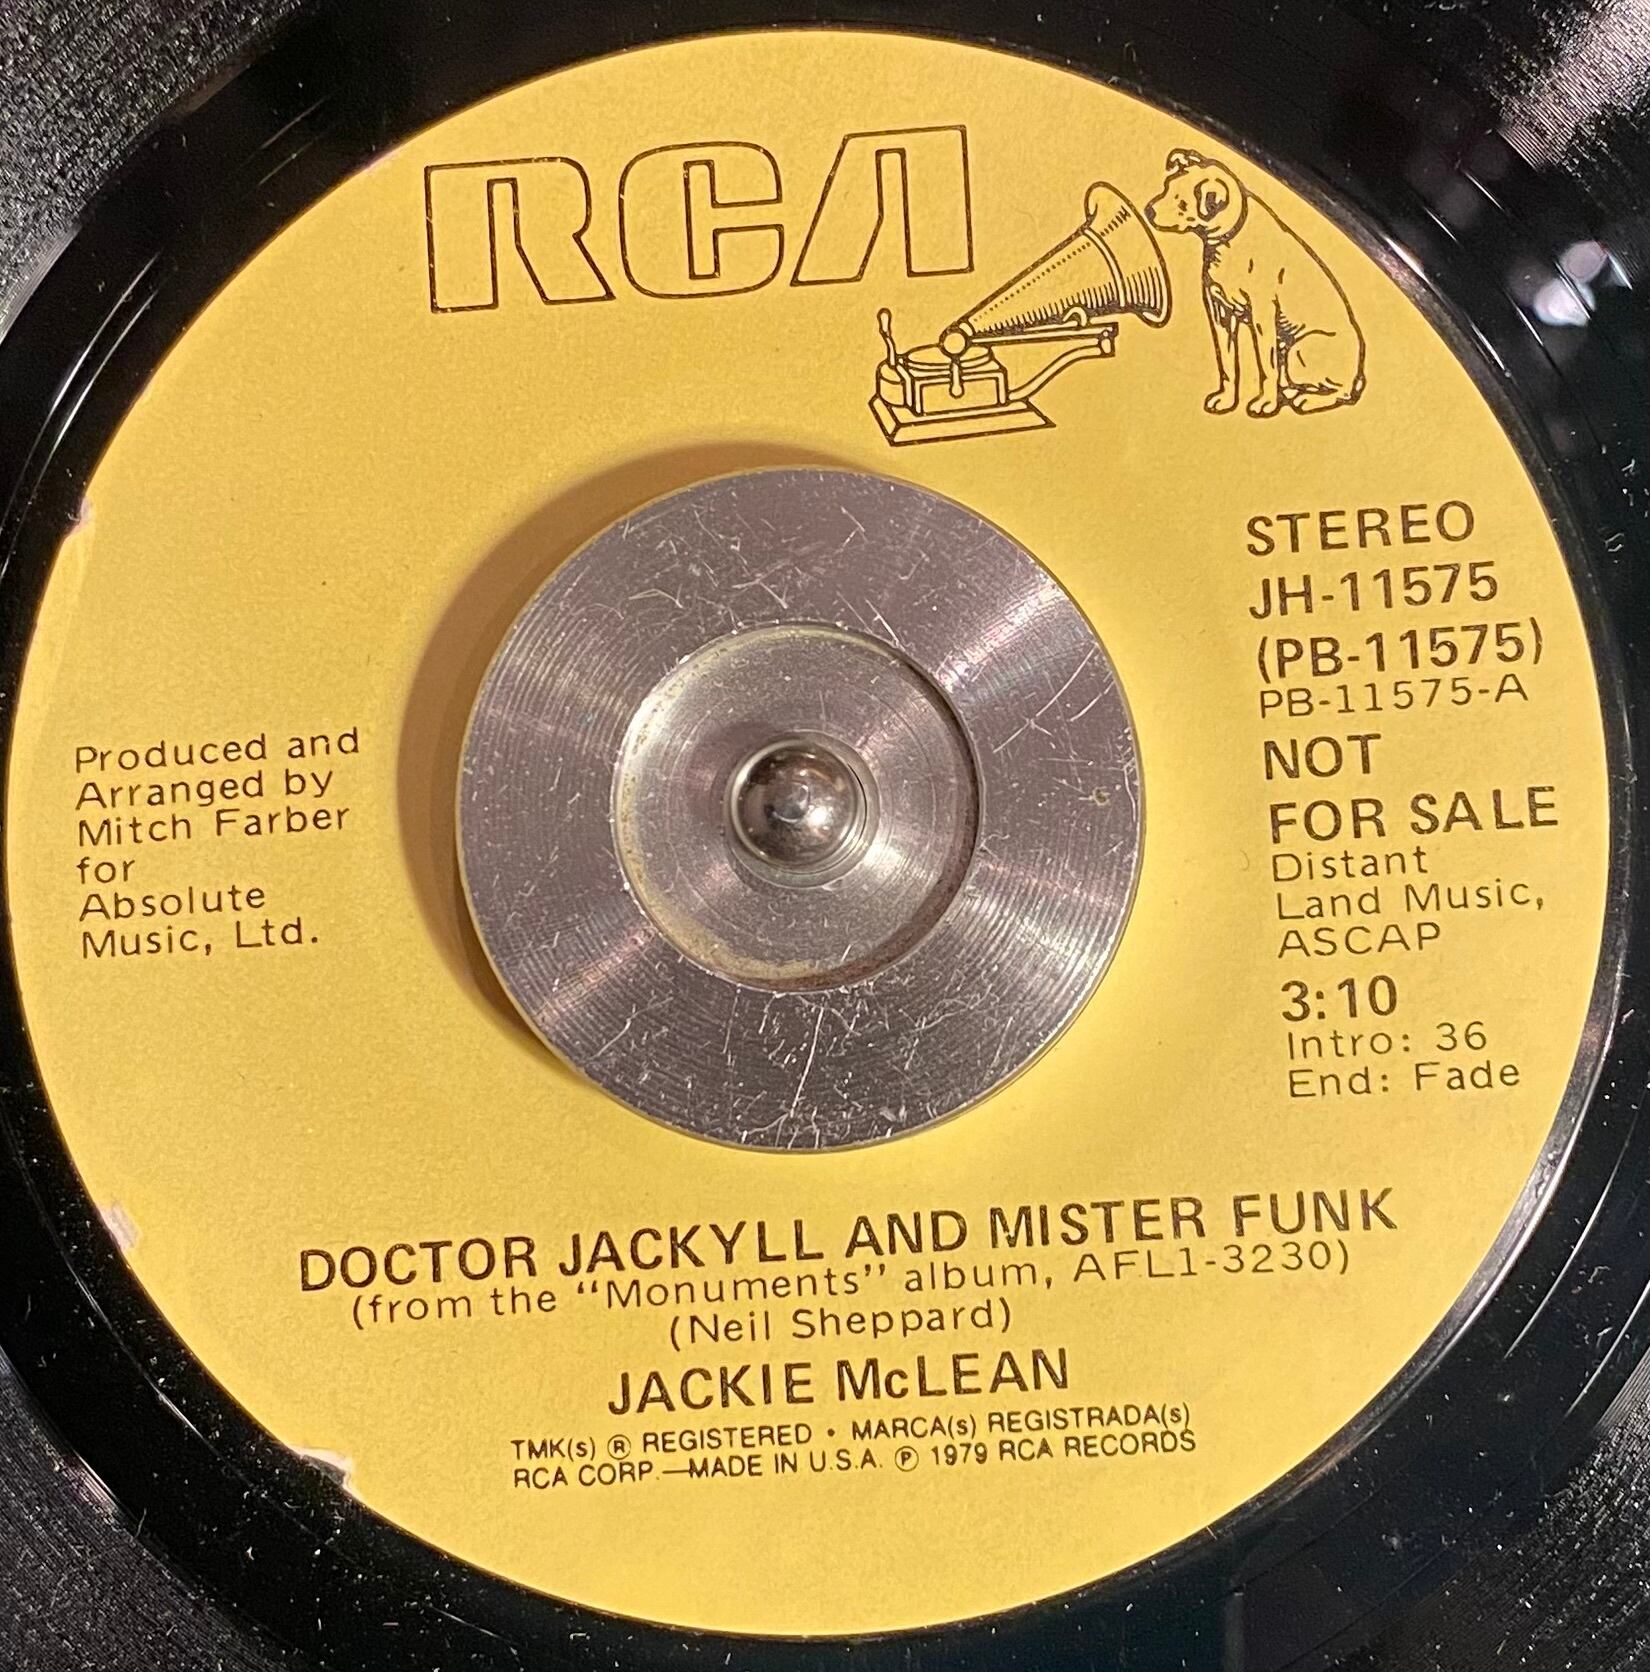 RCA
STEREO
JH-11575
(PB-11575)
PB-11575-A
NOT
FOR SALE
Distant
Land Music,
ASCAP
3:10
Intro: 36
End: Fade
Produced and
Arranged by
Mitch Farber
for
Absolute
Music, Ltd.
DOCTOR JACKYLL AND MISTER FUNK
(from the "Monuments" album, AFL1-3230)
(Neil Sheppard)
JACKIE McLEAN
TMK(s) ® REGISTERED • MARCA(s) REGISTRADA(s)
RCA CORP.—MADE IN U.S.A. ℗ 1979 RCA RECORDS